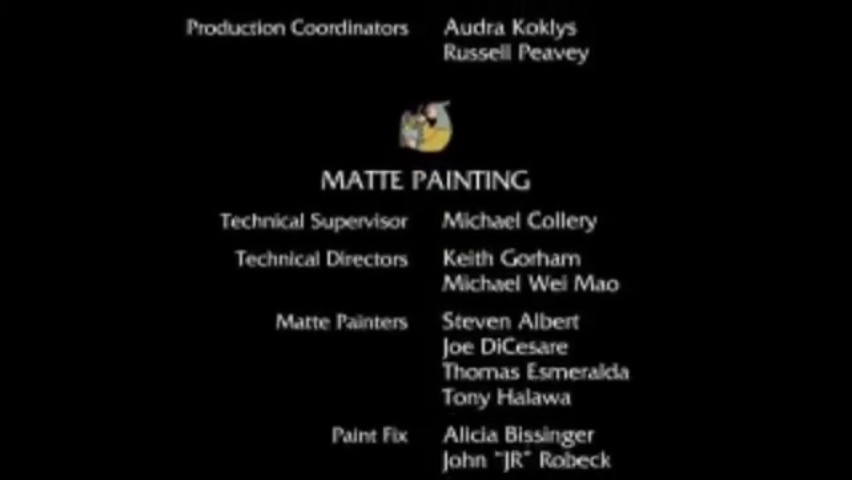 Production Coordinators Audra Koklys
Russell Peavey
MATTE PAINTING
Technical Supervisor Michael Collery
Technical Directors Keith Gorham
Michael Wei Mao
Matte Painters Steven Albert
Joe DiCesare
Thomas Esmeralda
Tony Halawa
Paint Fix Alicia Bissinger
John "JR" Robeck